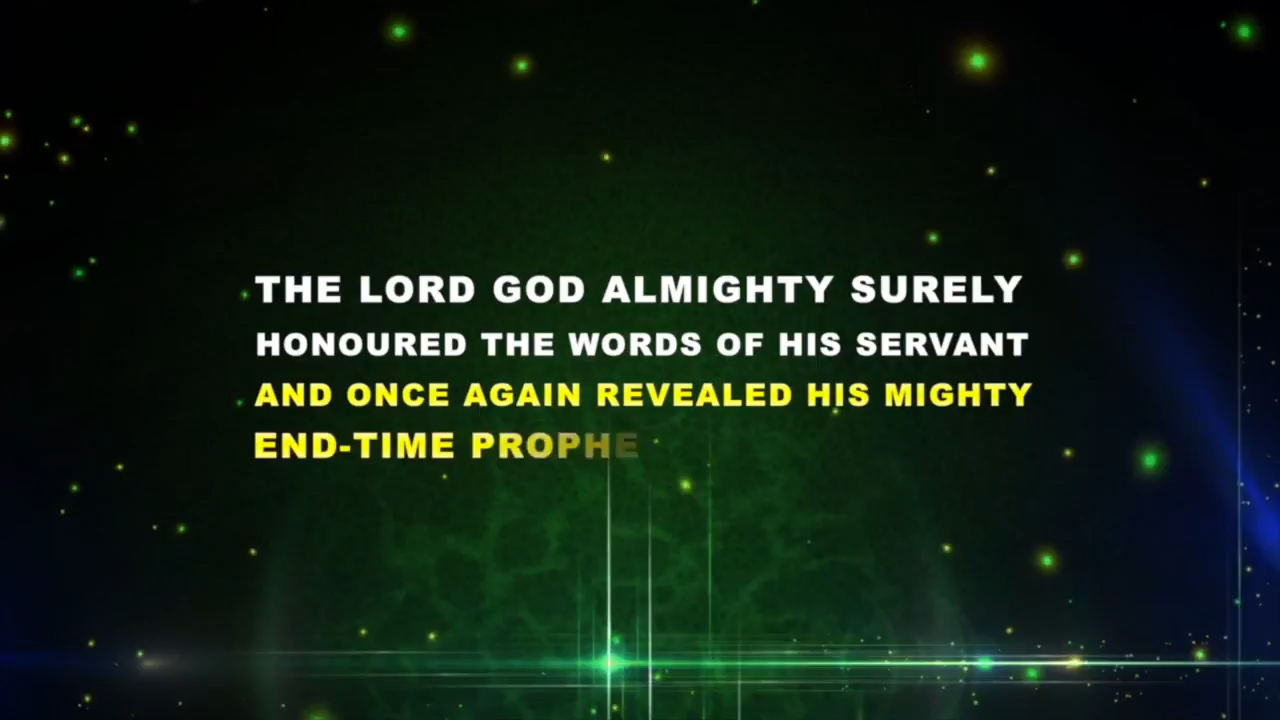 THE LORD GOD ALMIGHTY SURELY
HONOURED THE WORDS OF HIS SERVANT
AND ONCE AGAIN REVEALED HIS MIGHTY
END-TIME PROPHE